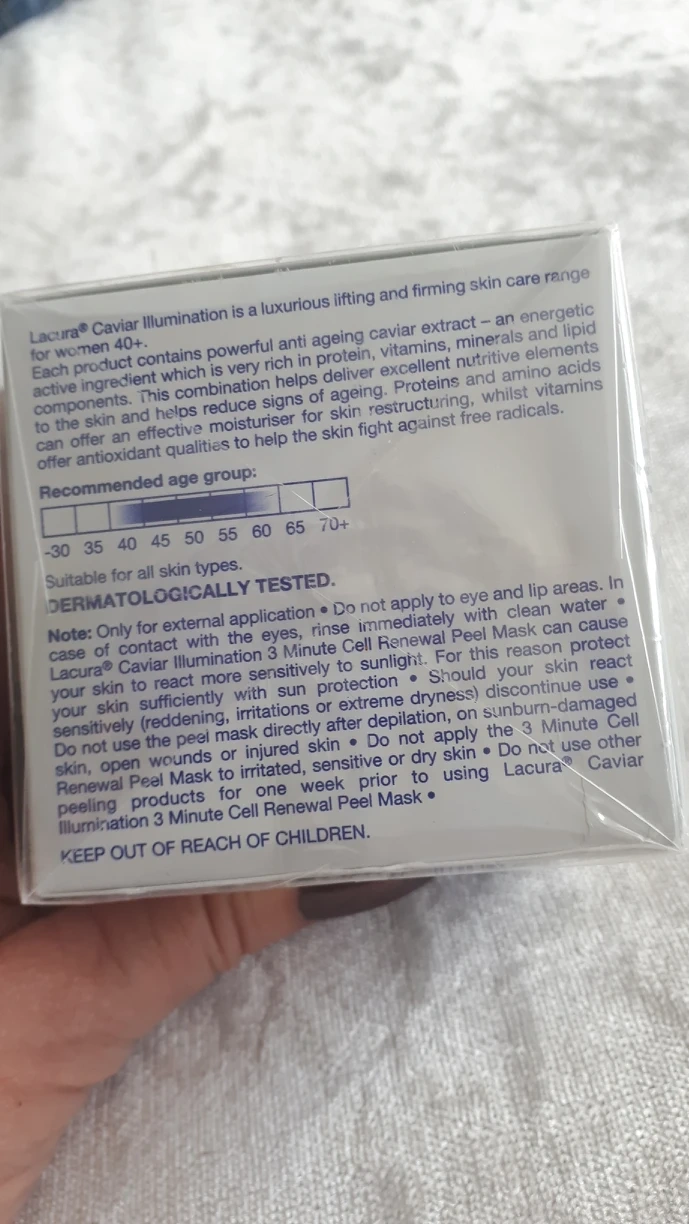 Lacura® Caviar Illumination is a luxurious lifting and firming skin care range
for women 40+.
Each product contains powerful anti ageing caviar extract – an energetic
active ingredient which is very rich in protein, vitamins, minerals and lipid
components. This combination helps deliver excellent nutritive elements
to the skin and helps reduce signs of ageing. Proteins and amino acids
can offer an effective moisturiser for skin restructuring, whilst vitamins
offer antioxidant qualities to help the skin fight against free radicals.
Recommended age group:
-30 35 40 45 50 55 60 65 70+
Suitable for all skin types.
DERMATOLOGICALLY TESTED.
Note: Only for external application • Do not apply to eye and lip areas. In
case of contact with the eyes, rinse immediately with clean water •
Lacura® Caviar Illumination 3 Minute Cell Renewal Peel Mask can cause
your skin to react more sensitively to sunlight. For this reason protect
your skin sufficiently with sun protection • Should your skin react
sensitively (reddening, irritations or extreme dryness) discontinue use •
Do not use the peel mask directly after depilation, on sunburn-damaged
skin, open wounds or injured skin • Do not apply the 3 Minute Cell
Renewal Peel Mask to irritated, sensitive or dry skin • Do not use other
peeling products for one week prior to using Lacura® Caviar
Illumination 3 Minute Cell Renewal Peel Mask •
KEEP OUT OF REACH OF CHILDREN.